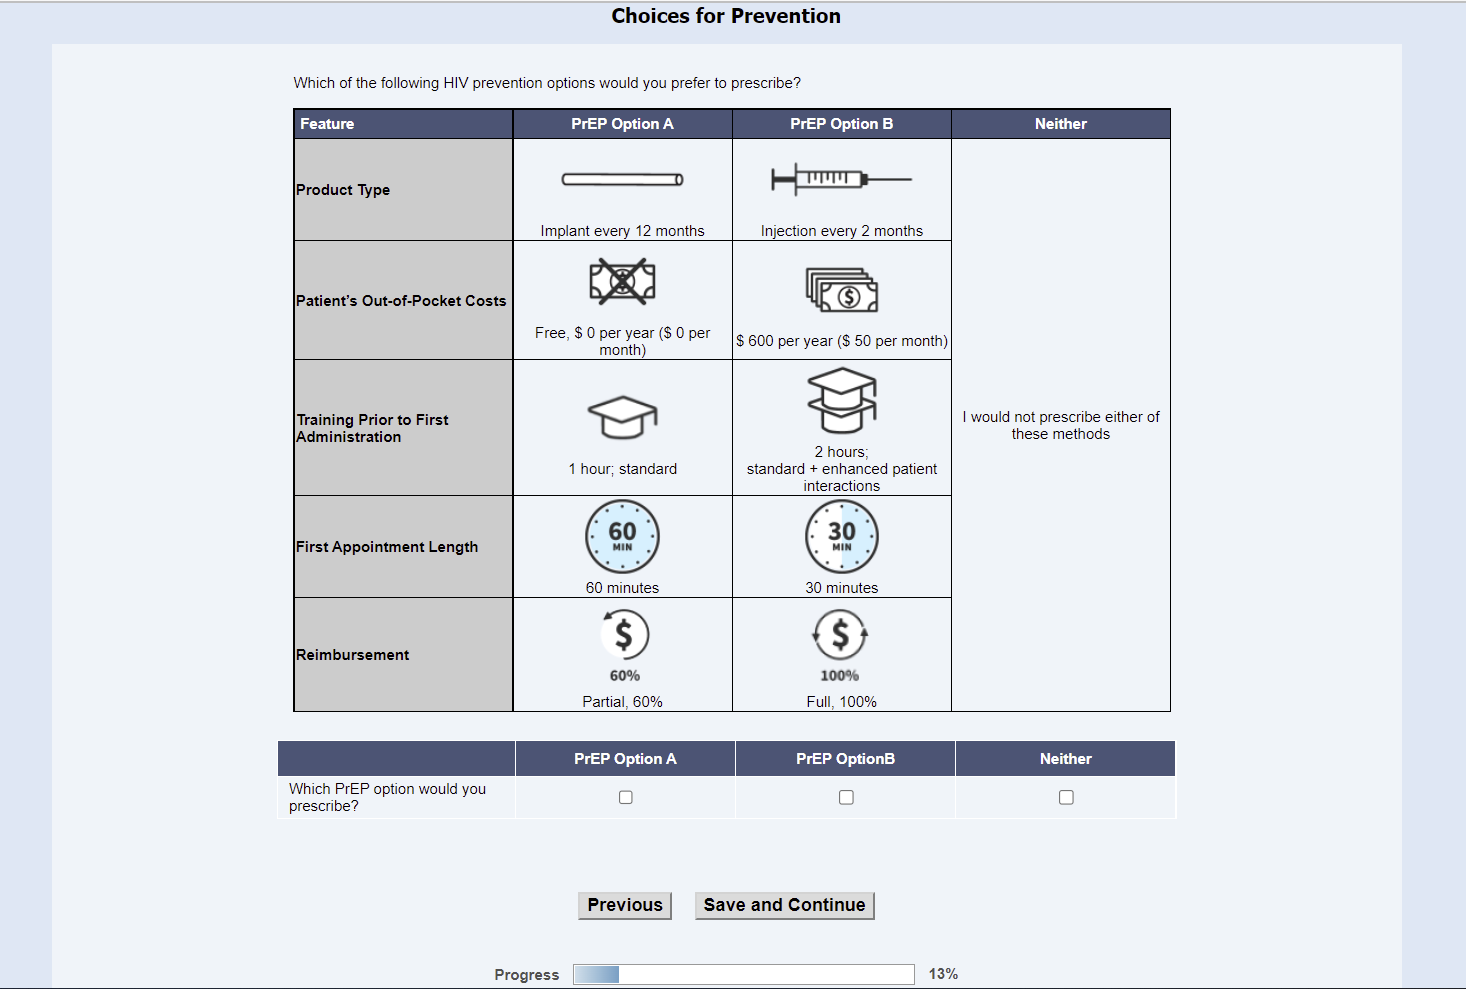 Choices for Prevention
Which of the following HIV prevention options would you prefer to prescribe?
Feature
PrEP Option A
PrEP Option B
Neither
Product Type
Implant every 12 months
Injection every 2 months
Patient's Out-of-Pocket Costs
Free, $ 0 per year ($ 0 per
month)
$ 600 per year ($ 50 per month)
Training Prior to First
Administration
1 hour; standard
2 hours;
standard + enhanced patient
interactions
I would not prescribe either of
these methods
First Appointment Length
60
MIN
60 minutes
30
MIN
30 minutes
Reimbursement
$
60%
Partial, 60%
$
100%
Full, 100%
PrEP Option A
PrEP OptionB
Neither
Which PrEP option would you
prescribe?
Previous
Save and Continue
Progress
13%